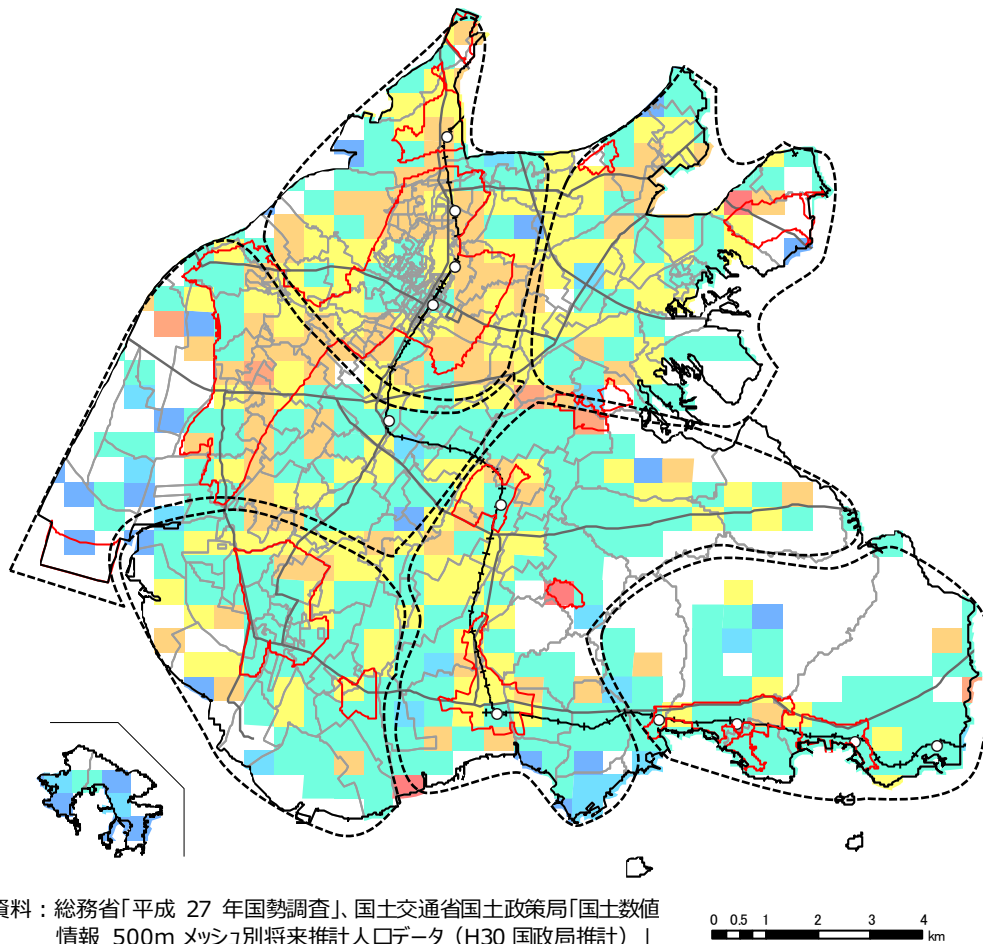 資料：総務省「平成 27 年国勢調査」、国土交通省国土政策局「国土数値
情報 500m メッシュ別将来推計人口データ（H30 国政局推計）」
0 0.5 1 2 3 4
km